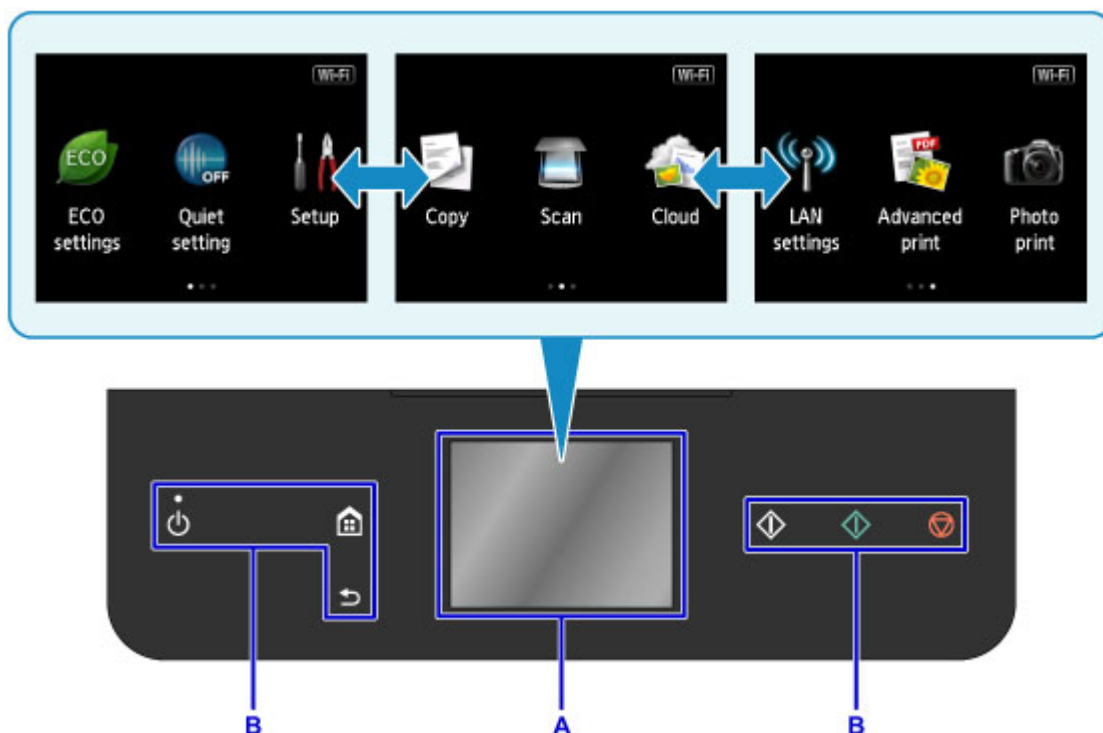 Wi-Fi
Wi-Fi
Wi-Fi
ECO
OFF
PDF
ECO
settings
Quiet
setting
Setup
Copy
Scan
Cloud
LAN
settings
Advanced
print
Photo
print
B
A
B